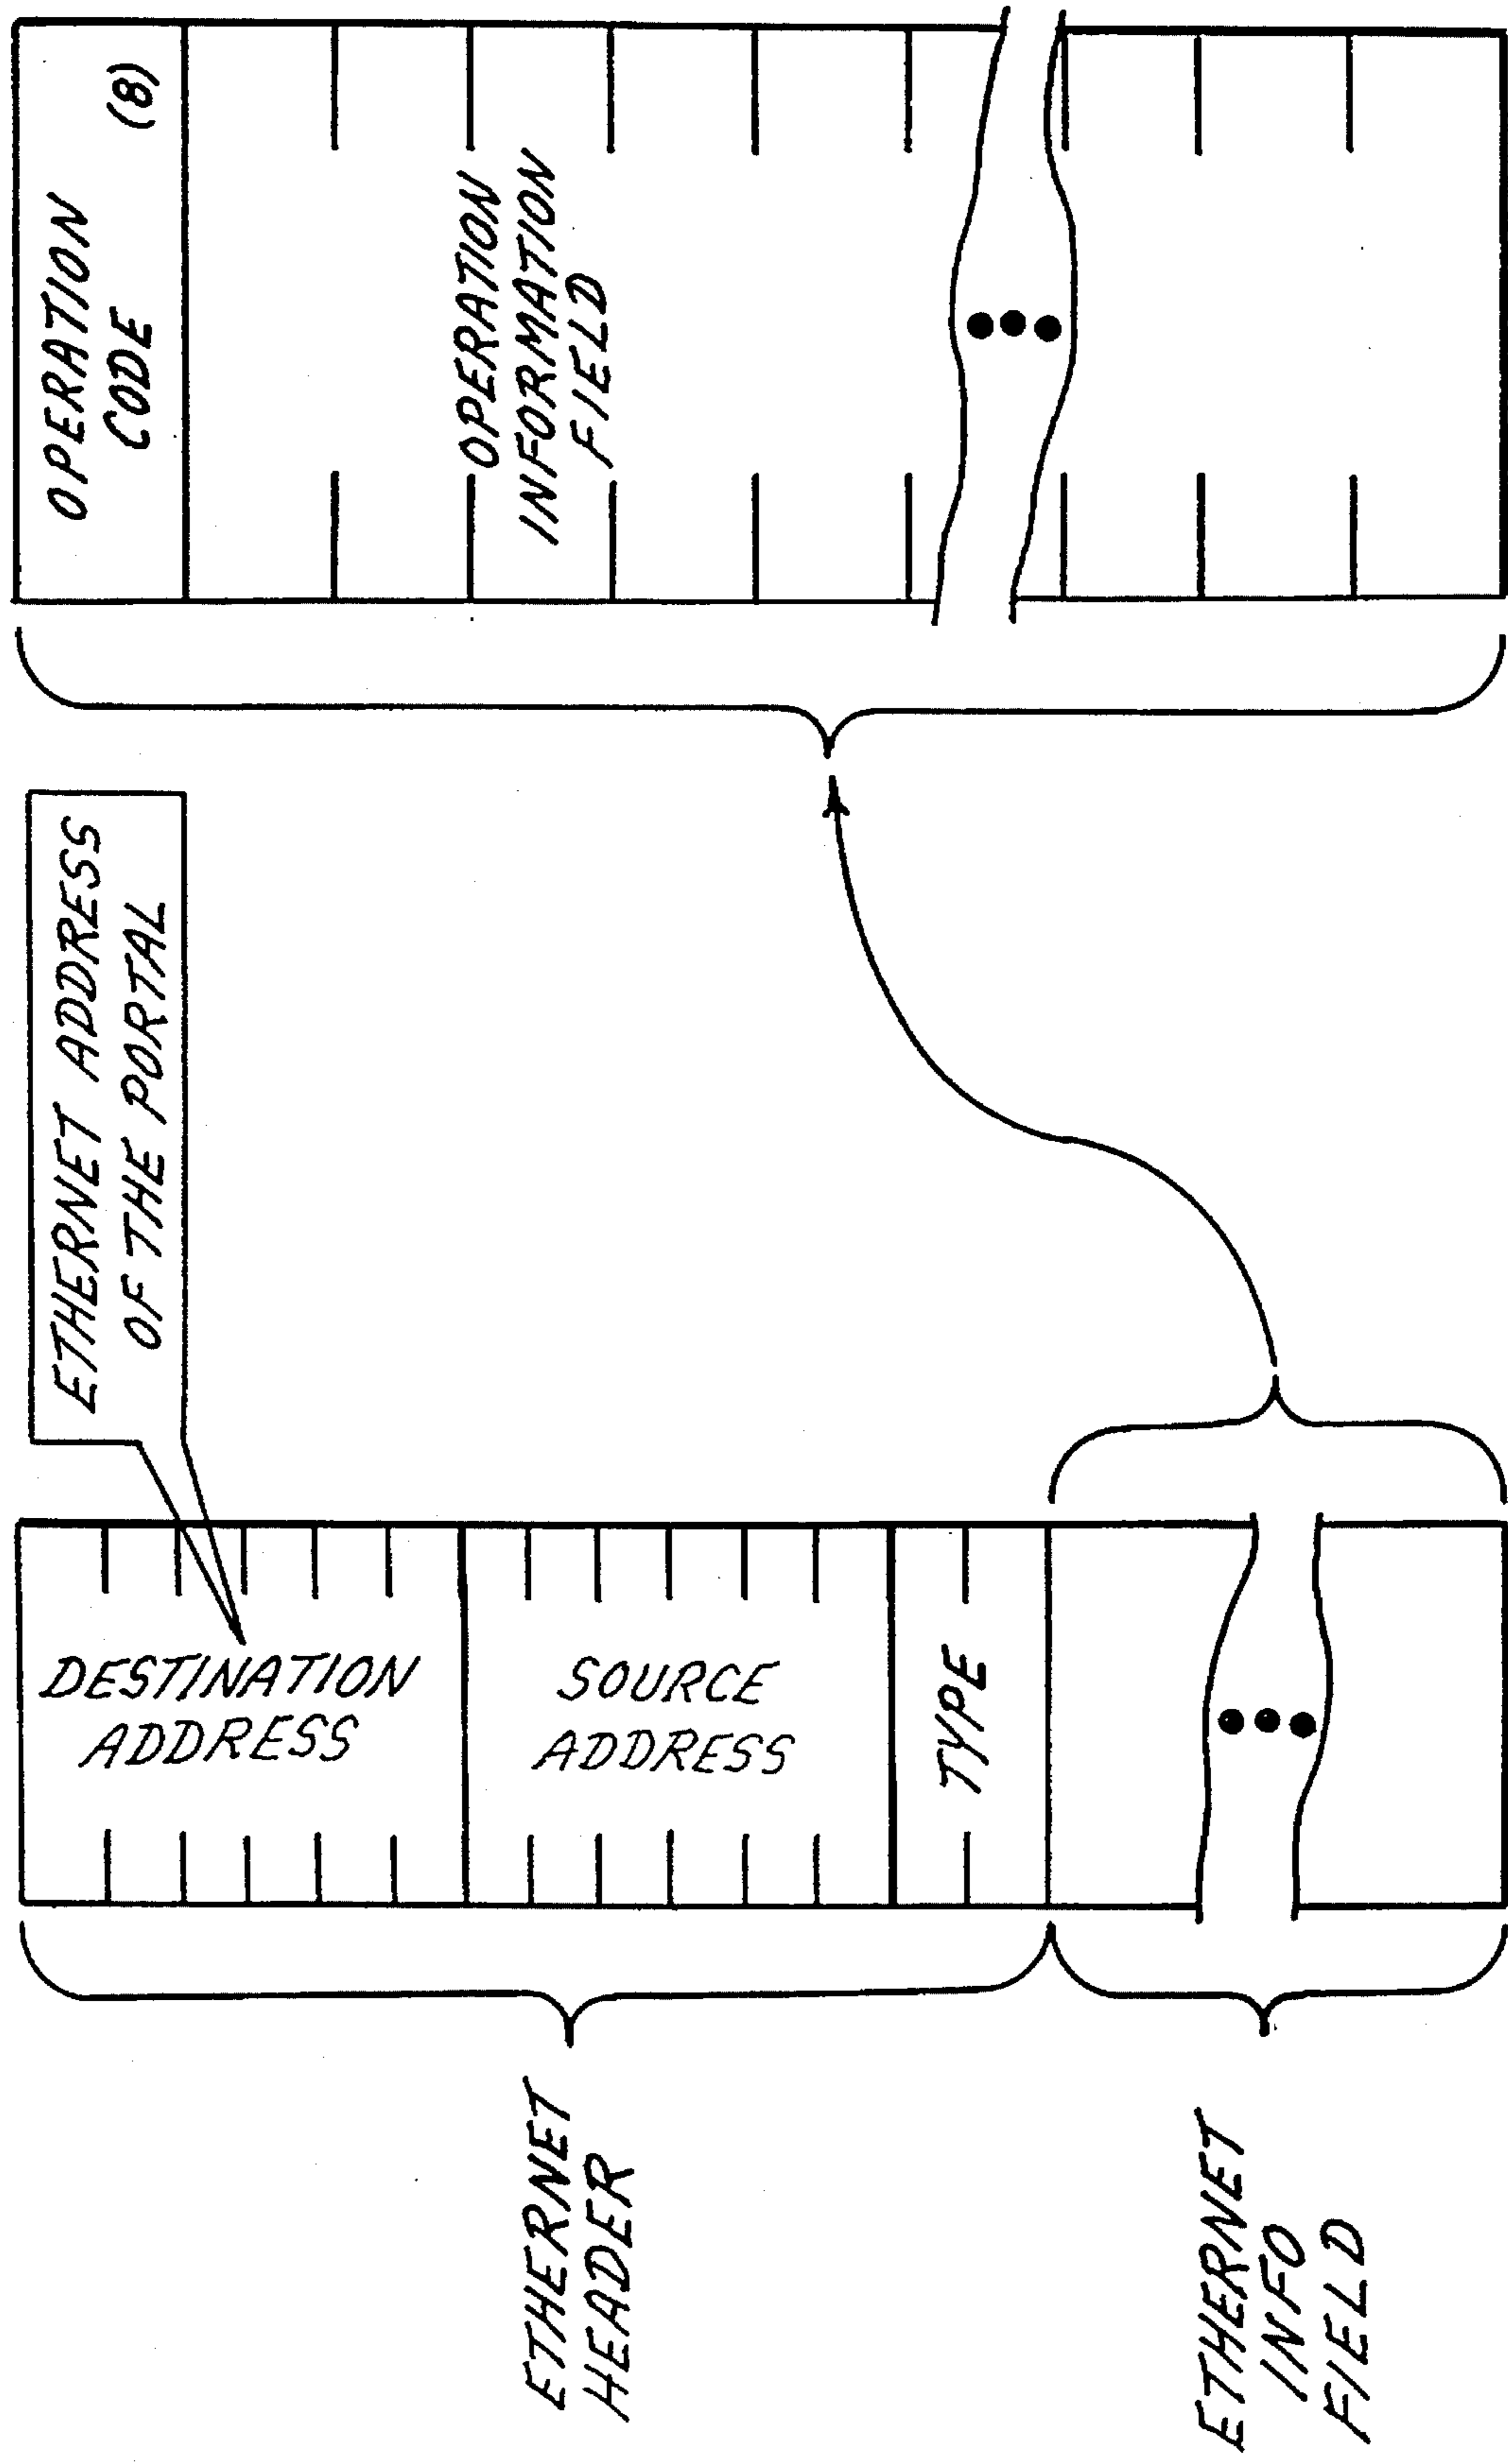 ETHERNET
HEADER
ETHERNET
INFO
FIELD
DESTINATION
ADDRESS
SOURCE
ADDRESS
TYPE
ETHERNET ADDRESS
OF THE PORTAL
OPERATION
CODE (8)
OPERATION
INFORMATION
FIELD